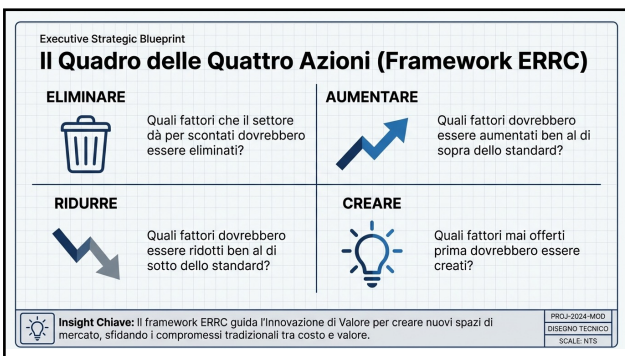 Executive Strategic Blueprint
Il Quadro delle Quattro Azioni (Framework ERRC)
ELIMINARE
Quali fattori che il settore
dà per scontati dovrebbero
essere eliminati?
AUMENTARE
Quali fattori dovrebbero
essere aumentati ben al di
sopra dello standard?
RIDURRE
Quali fattori dovrebbero
essere ridotti ben al di
sotto dello standard?
CREARE
Quali fattori mai offerti
prima dovrebbero essere
creati?
Insight Chiave: Il framework ERRC guida l'Innovazione di Valore per creare nuovi spazi di
mercato, sfidando i compromessi tradizionali tra costo e valore.
PROJ-2024-MOD
DISEGNO TECNICO
SCALE: NTS